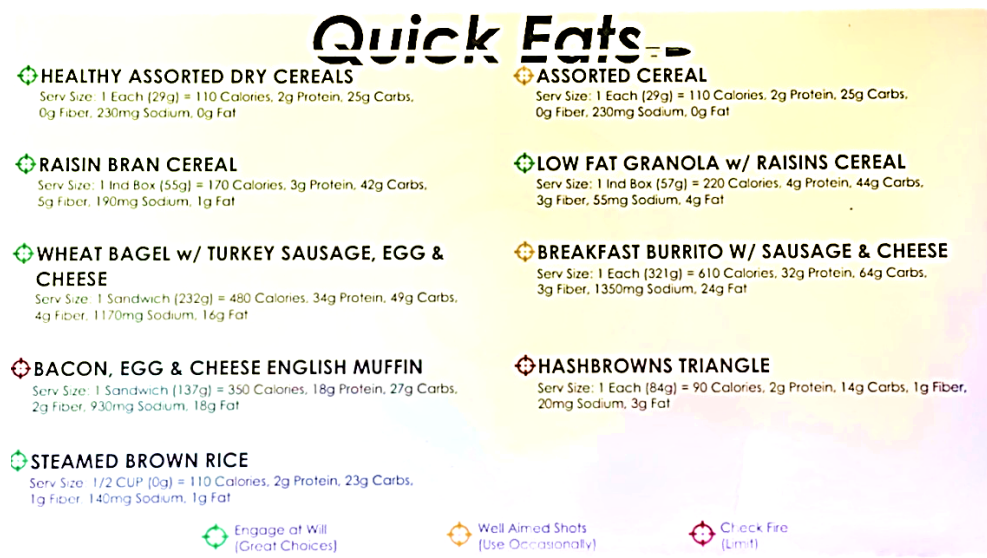 Quick Eats
HEALTHY ASSORTED DRY CEREALS
Serv Size: 1 Each (29g) = 110 Calories, 2g Protein, 25g Carbs,
0g Fiber, 230mg Sodium, 0g Fat
RAISIN BRAN CEREAL
Serv Size: 1 Ind Box (55g) = 170 Calories, 3g Protein, 42g Carbs,
5g Fiber, 190mg Sodium, 1g Fat
WHEAT BAGEL w/ TURKEY SAUSAGE, EGG &
CHEESE
Serv Size: 1 Sandwich (232g) = 480 Calories, 34g Protein, 49g Carbs,
4g Fiber, 1170mg Sodium, 16g Fat
BACON, EGG & CHEESE ENGLISH MUFFIN
Serv Size: 1 Sandwich (137g) = 350 Calories, 18g Protein, 27g Carbs,
2g Fiber, 930mg Sodium, 18g Fat
STEAMED BROWN RICE
Serv Size: 1/2 CUP (0g) = 110 Calories, 2g Protein, 23g Carbs,
1g Fiber, 140mg Sodium, 1g Fat
ASSORTED CEREAL
Serv Size: 1 Each (29g) = 110 Calories, 2g Protein, 25g Carbs,
0g Fiber, 230mg Sodium, 0g Fat
LOW FAT GRANOLA w/ RAISINS CEREAL
Serv Size: 1 Ind Box (57g) = 220 Calories, 4g Protein, 44g Carbs,
3g Fiber, 55mg Sodium, 4g Fat
BREAKFAST BURRITO W/ SAUSAGE & CHEESE
Serv Size: 1 Each (321g) = 610 Calories, 32g Protein, 64g Carbs,
3g Fiber, 1350mg Sodium, 24g Fat
HASHBROWNS TRIANGLE
Serv Size: 1 Each (84g) = 90 Calories, 2g Protein, 14g Carbs, 1g Fiber,
20mg Sodium, 3g Fat
Engage at Will
(Great Choices)
Well Aimed Shots
(Use Occasionally)
Check Fire
(Limit)